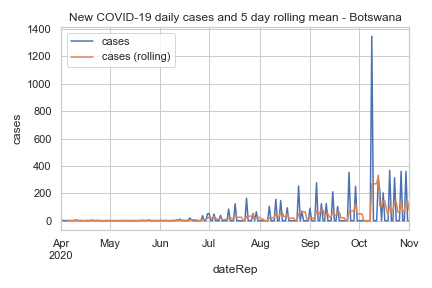 New COVID-19 daily cases and 5 day rolling mean - Botswana
cases
cases (rolling)
1400
1200
1000
800
600
400
200
0
cases
Apr May Jun Jul Aug Sep Oct Nov
2020
dateRep